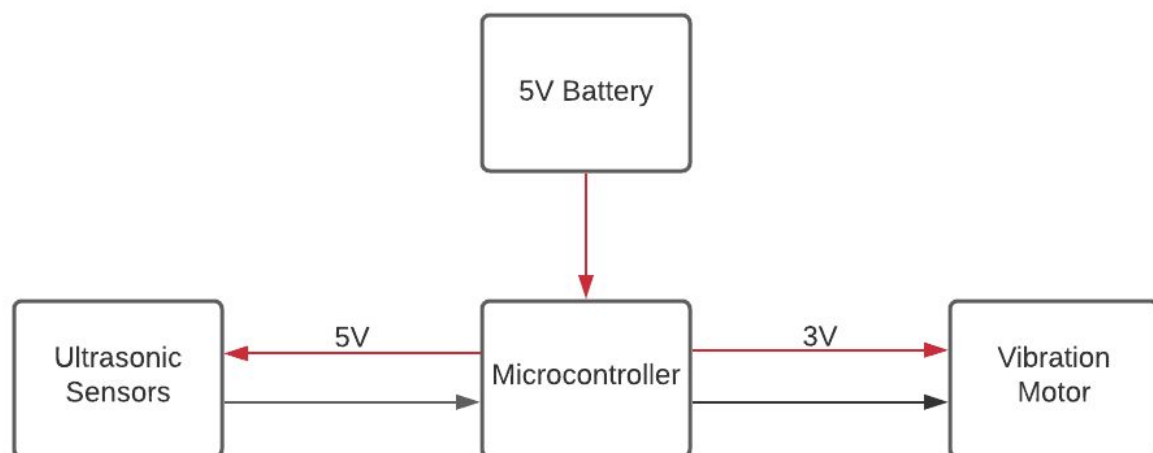 5V Battery
5V
3V
Ultrasonic
Sensors
Microcontroller
Vibration
Motor